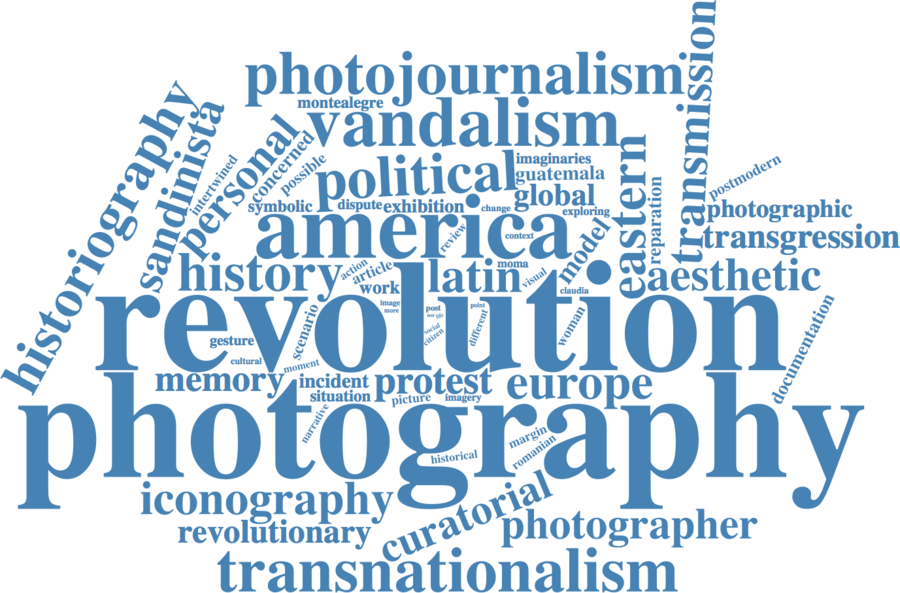 transmission
photojournalism
montealegre
vandalism
historiography
sandinista
intertwined
personal
concerned
possible
political
imaginaries
guatemala
global
eastern
reparation
postmodern
symbolic
dispute
exhibition
change
exploring
photographic
america
review
context
model
transgression
history
action
article
latin
moma
visual
claudia
aesthetic
work
revolution
image
more
post
point
social
citizen
different
woman
scenario
gesture
cultural
moment
documentation
memory
incident
protest
europe
situation
picture
imagery
narrative
photography
historical
margin
romanian
iconography
curatorial
revolutionary
photographer
transnationalism